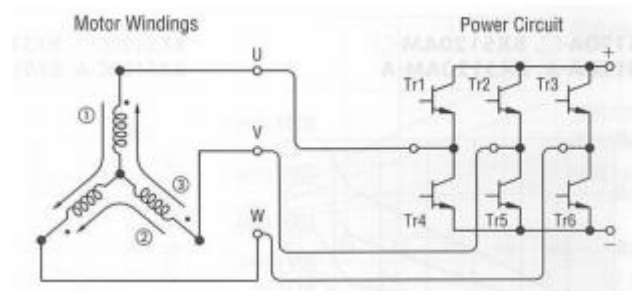 Motor Windings
Power Circuit
U
V
W
①
②
③
Tr1
Tr2
Tr3
Tr4
Tr5
Tr6
+
−